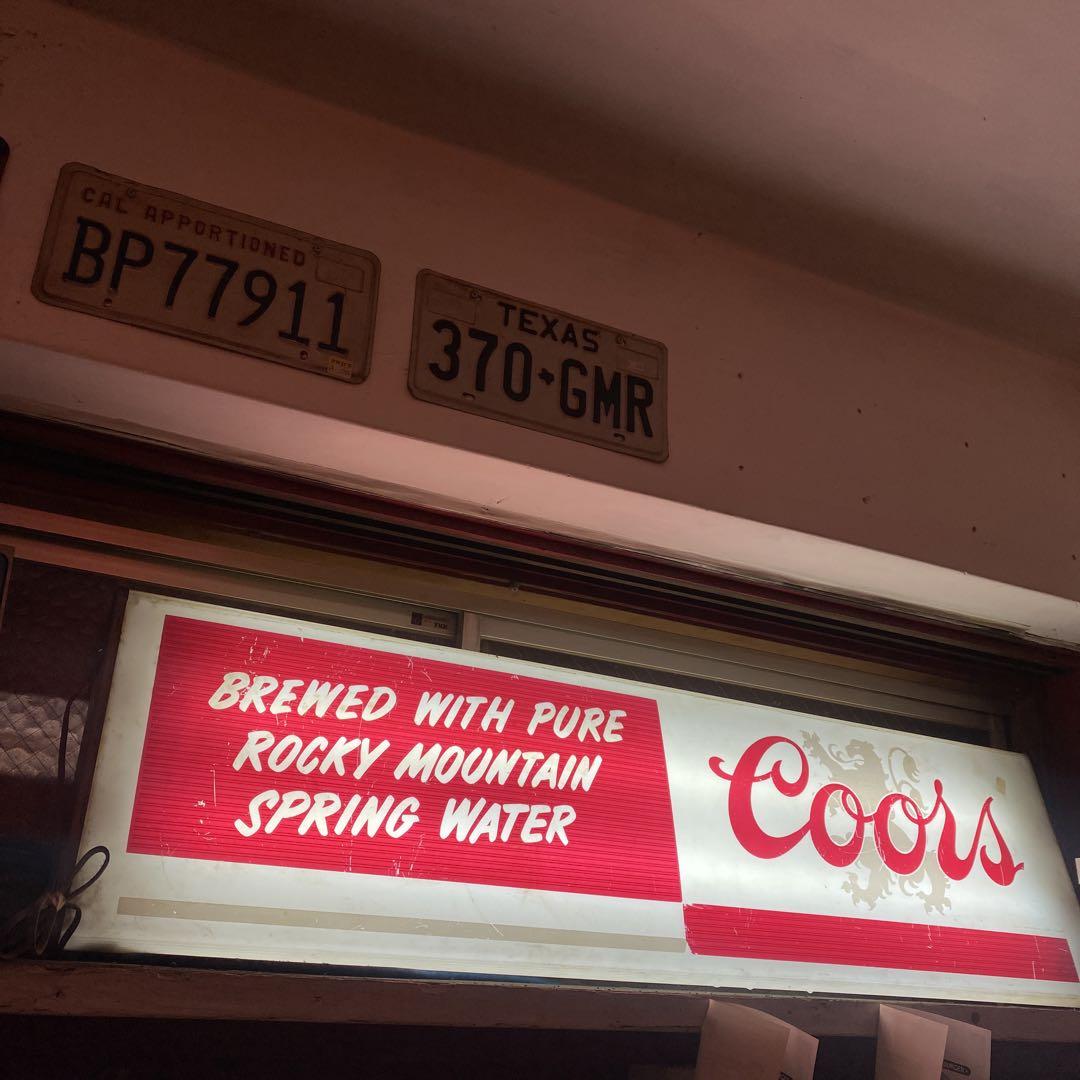 CAL APPORTIONED
BP77911
TEXAS
370 GMR
BREWED WITH PURE
ROCKY MOUNTAIN
SPRING WATER
Coors